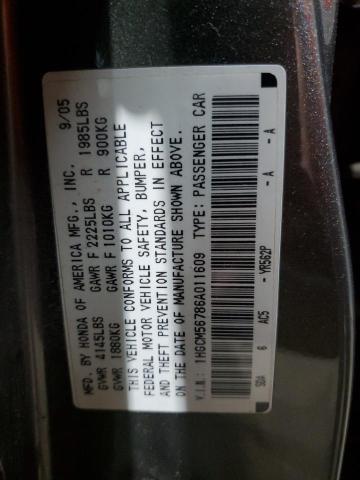 MFD. BY HONDA OF AMERICA MFG., INC. 9/05
GVWR 4145LBS GAWR F 2225LBS R 1985LBS
GVWR 1880KG GAWR F 1010KG R 900KG
THIS VEHICLE CONFORMS TO ALL APPLICABLE
FEDERAL MOTOR VEHICLE SAFETY, BUMPER,
AND THEFT PREVENTION STANDARDS IN EFFECT
ON THE DATE OF MANUFACTURE SHOWN ABOVE.
V.I.N.: 1HGCM56786A011609 TYPE: PASSENGER CAR
SDA 6 AC5 - YR562P - A - A